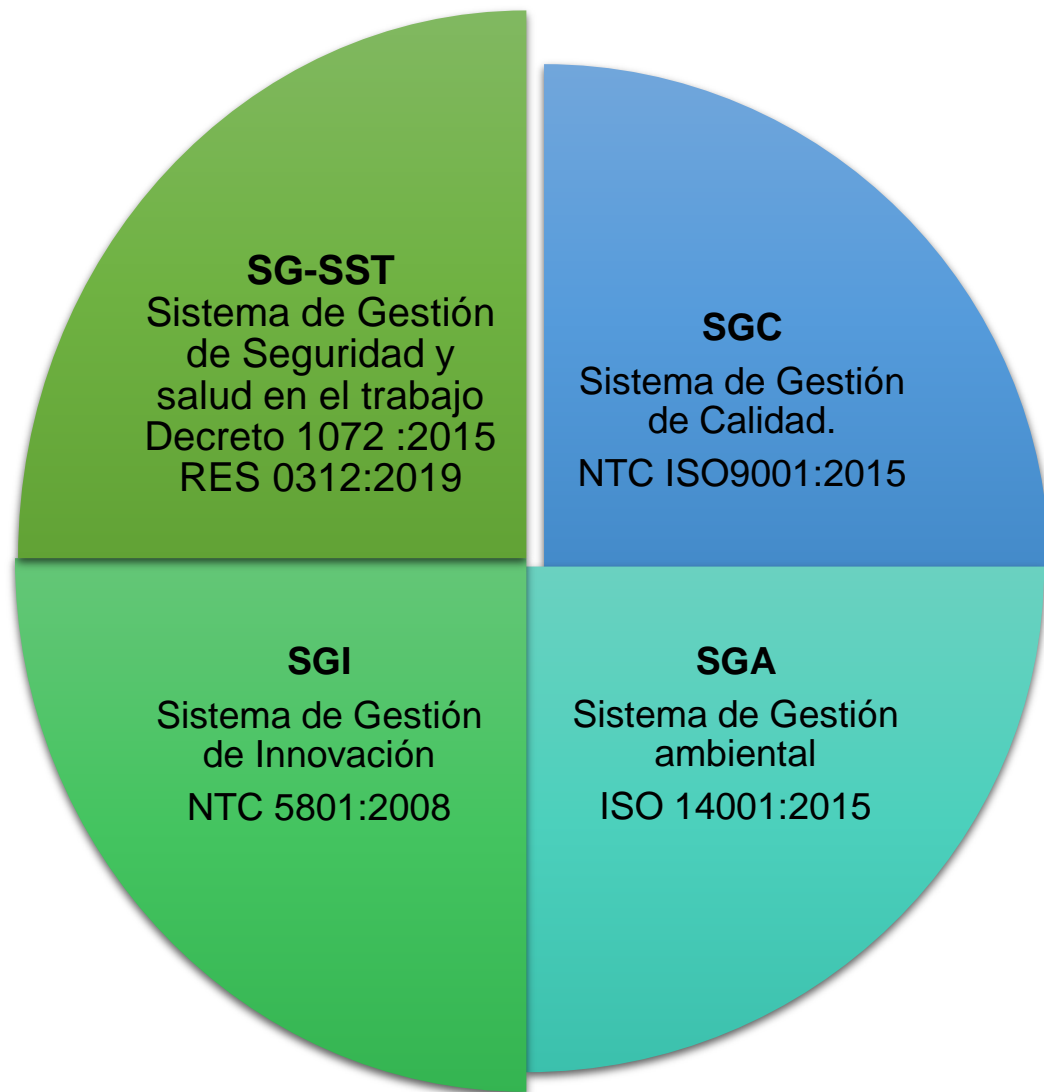 SG-SST
Sistema de Gestión
de Seguridad y
salud en el trabajo
Decreto 1072 :2015
RES 0312:2019
SGC
Sistema de Gestión
de Calidad.
NTC ISO9001:2015
SGI
Sistema de Gestión
de Innovación
NTC 5801:2008
SGA
Sistema de Gestión
ambiental
ISO 14001:2015